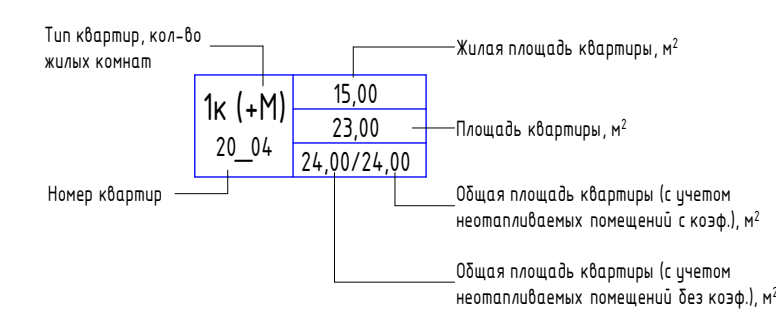 Тип квартир, кол-во
жилых комнат
Жилая площадь квартиры, м²
1к (+М)
15,00
23,00
Площадь квартиры, м²
20_04
24,00/24,00
Номер квартир
Общая площадь квартиры (с учетом
неотапливаемых помещений с коэф.), м²
Общая площадь квартиры (с учетом
неотапливаемых помещений без коэф.), м²